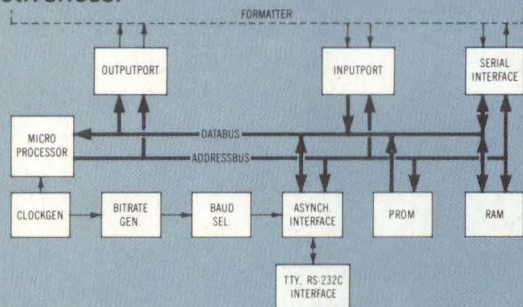 FORMATTER
OUTPUTPORT
INPUTPORT
SERIAL
INTERFACE
DATABUS
MICRO
PROCESSOR
ADDRESSBUS
CLOCKGEN
BITRATE
GEN.
BAUD
SEL.
ASYNCH.
INTERFACE
PROM
RAM
TTY, RS-232C
INTERFACE